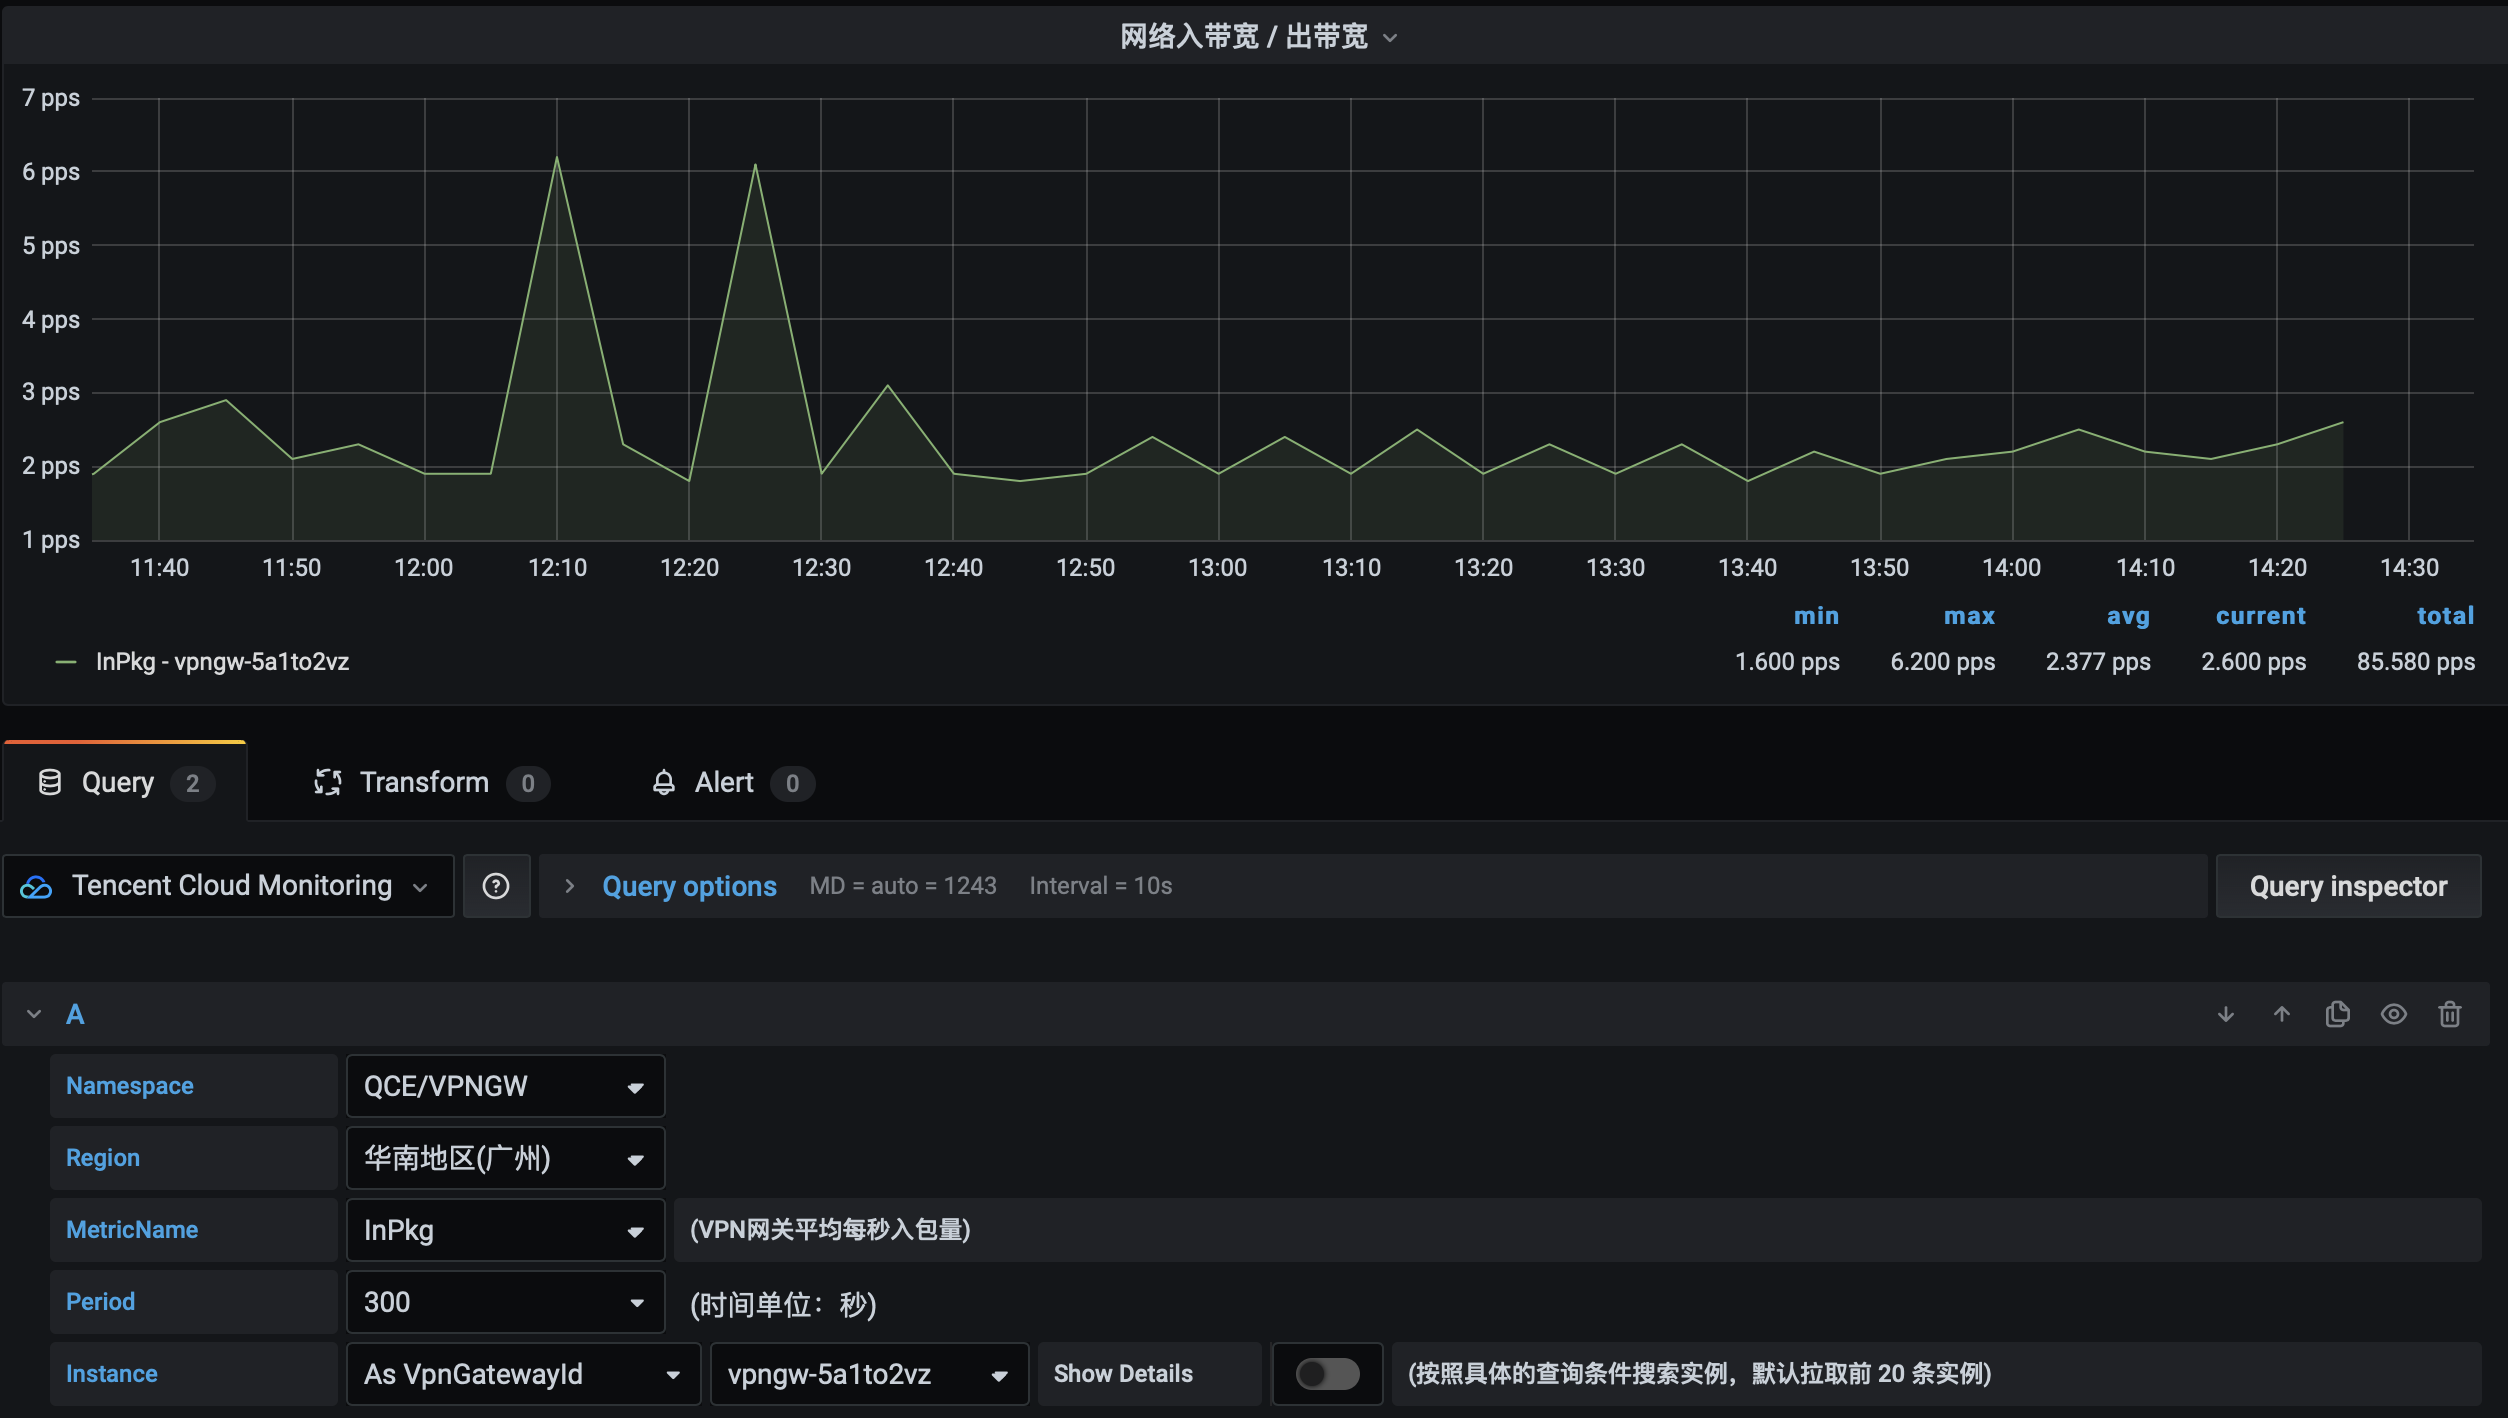 网络入带宽 / 出带宽
7 pps
6 pps
5 pps
4 pps
3 pps
2 pps
1 pps
11:40 11:50 12:00 12:10 12:20 12:30 12:40 12:50 13:00 13:10 13:20 13:30 13:40 13:50 14:00 14:10 14:20 14:30
min max avg current total
InPkg - vpngw-5a1to2vz 1.600 pps 6.200 pps 2.377 pps 2.600 pps 85.580 pps
Query 2 Transform 0 Alert 0
Tencent Cloud Monitoring Query options MD = auto = 1243 Interval = 10s Query inspector
A
Namespace QCE/VPNGW
Region 华南地区(广州)
MetricName InPkg (VPN网关平均每秒入包量)
Period 300 (时间单位：秒)
Instance As VpnGatewayId vpngw-5a1to2vz Show Details (按照具体的查询条件搜索实例，默认拉取前 20 条实例)